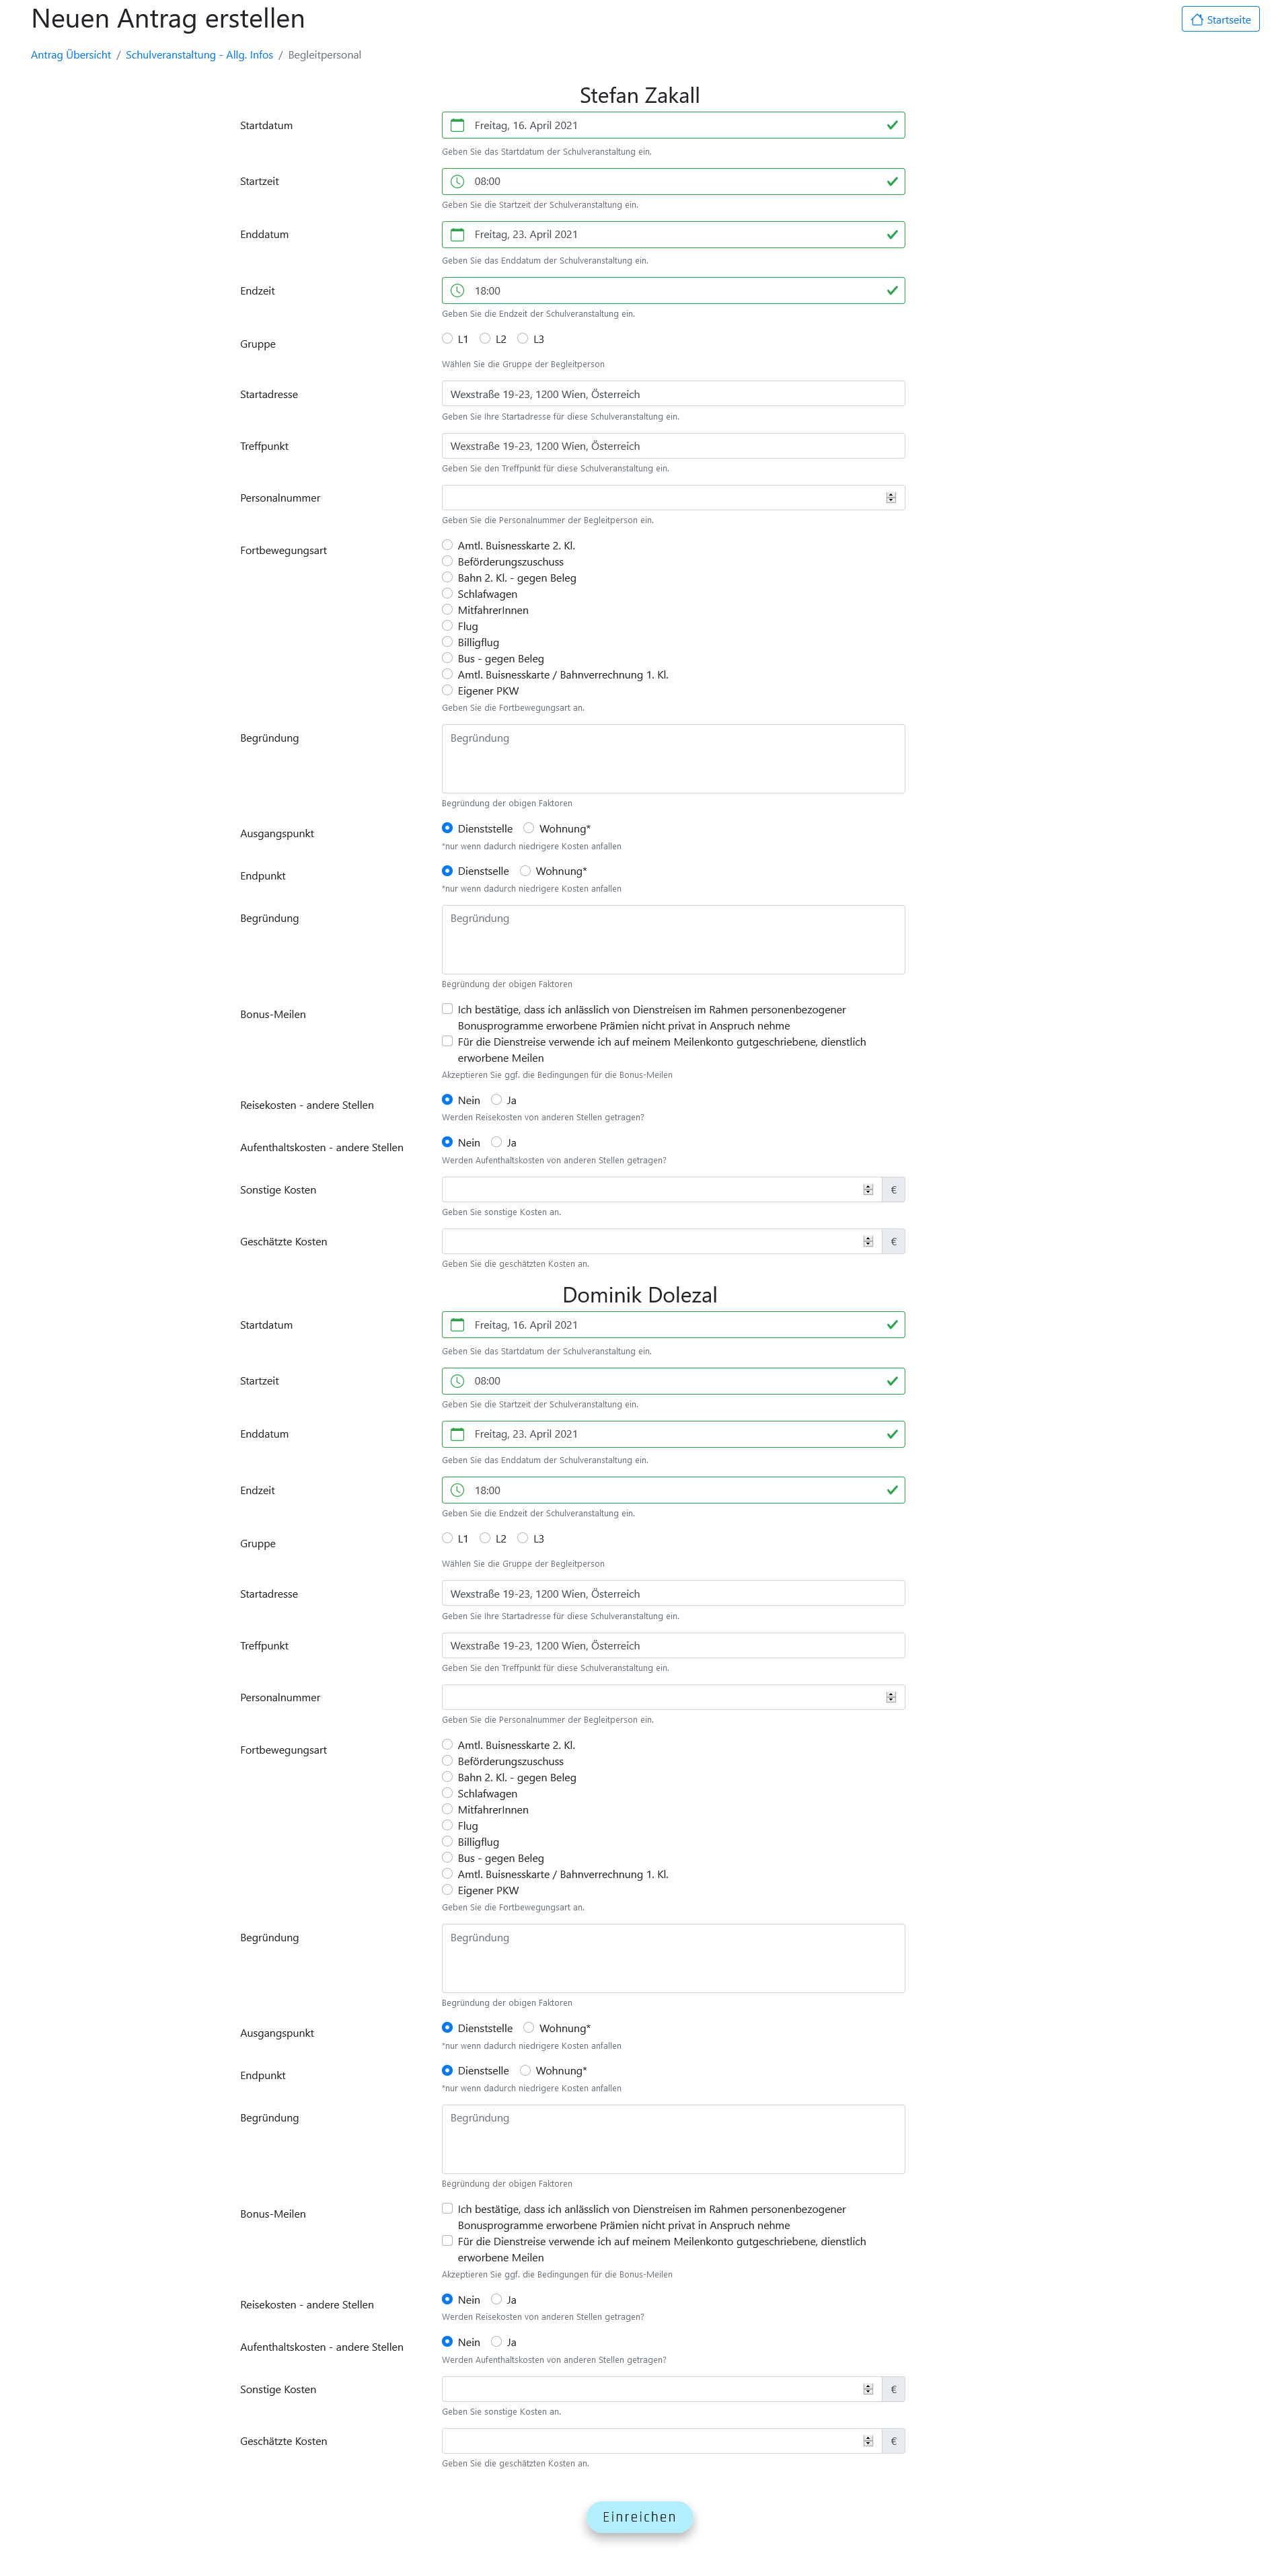 Neuen Antrag erstellen
Startseite
Antrag Übersicht / Schulveranstaltung - Allg. Infos / Begleitpersonal
Stefan Zakall
Startdatum
Freitag, 16. April 2021
Geben Sie das Startdatum der Schulveranstaltung ein.
Startzeit
08:00
Geben Sie die Startzeit der Schulveranstaltung ein.
Enddatum
Freitag, 23. April 2021
Geben Sie das Enddatum der Schulveranstaltung ein.
Endzeit
18:00
Geben Sie die Endzeit der Schulveranstaltung ein.
Gruppe
L1 L2 L3
Wählen Sie die Gruppe der Begleitperson
Startadresse
Wexstraße 19-23, 1200 Wien, Österreich
Geben Sie Ihre Startadresse für diese Schulveranstaltung ein.
Treffpunkt
Wexstraße 19-23, 1200 Wien, Österreich
Geben Sie den Treffpunkt für diese Schulveranstaltung ein.
Personalnummer
Geben Sie die Personalnummer der Begleitperson ein.
Fortbewegungsart
Amtl. Buisnesskarte 2. Kl.
Beförderungszuschuss
Bahn 2. Kl. - gegen Beleg
Schlafwagen
MitfahrerInnen
Flug
Billigflug
Bus - gegen Beleg
Amtl. Buisnesskarte / Bahnverrechnung 1. Kl.
Eigener PKW
Geben Sie die Fortbewegungsart an.
Begründung
Begründung
Begründung der obigen Faktoren
Ausgangspunkt
Dienststelle Wohnung*
*nur wenn dadurch niedrigere Kosten anfallen
Endpunkt
Dienstselle Wohnung*
*nur wenn dadurch niedrigere Kosten anfallen
Begründung
Begründung
Begründung der obigen Faktoren
Bonus-Meilen
Ich bestätige, dass ich anlässlich von Dienstreisen im Rahmen personenbezogener
Bonusprogramme erworbene Prämien nicht privat in Anspruch nehme
Für die Dienstreise verwende ich auf meinem Meilenkonto gutgeschriebene, dienstlich
erworbene Meilen
Akzeptieren Sie ggf. die Bedingungen für die Bonus-Meilen
Reisekosten - andere Stellen
Nein Ja
Werden Reisekosten von anderen Stellen getragen?
Aufenthaltskosten - andere Stellen
Nein Ja
Werden Aufenthaltskosten von anderen Stellen getragen?
Sonstige Kosten
€
Geben Sie sonstige Kosten an.
Geschätzte Kosten
€
Geben Sie die geschätzten Kosten an.
Dominik Dolezal
Startdatum
Freitag, 16. April 2021
Geben Sie das Startdatum der Schulveranstaltung ein.
Startzeit
08:00
Geben Sie die Startzeit der Schulveranstaltung ein.
Enddatum
Freitag, 23. April 2021
Geben Sie das Enddatum der Schulveranstaltung ein.
Endzeit
18:00
Geben Sie die Endzeit der Schulveranstaltung ein.
Gruppe
L1 L2 L3
Wählen Sie die Gruppe der Begleitperson
Startadresse
Wexstraße 19-23, 1200 Wien, Österreich
Geben Sie Ihre Startadresse für diese Schulveranstaltung ein.
Treffpunkt
Wexstraße 19-23, 1200 Wien, Österreich
Geben Sie den Treffpunkt für diese Schulveranstaltung ein.
Personalnummer
Geben Sie die Personalnummer der Begleitperson ein.
Fortbewegungsart
Amtl. Buisnesskarte 2. Kl.
Beförderungszuschuss
Bahn 2. Kl. - gegen Beleg
Schlafwagen
MitfahrerInnen
Flug
Billigflug
Bus - gegen Beleg
Amtl. Buisnesskarte / Bahnverrechnung 1. Kl.
Eigener PKW
Geben Sie die Fortbewegungsart an.
Begründung
Begründung
Begründung der obigen Faktoren
Ausgangspunkt
Dienststelle Wohnung*
*nur wenn dadurch niedrigere Kosten anfallen
Endpunkt
Dienstselle Wohnung*
*nur wenn dadurch niedrigere Kosten anfallen
Begründung
Begründung
Begründung der obigen Faktoren
Bonus-Meilen
Ich bestätige, dass ich anlässlich von Dienstreisen im Rahmen personenbezogener
Bonusprogramme erworbene Prämien nicht privat in Anspruch nehme
Für die Dienstreise verwende ich auf meinem Meilenkonto gutgeschriebene, dienstlich
erworbene Meilen
Akzeptieren Sie ggf. die Bedingungen für die Bonus-Meilen
Reisekosten - andere Stellen
Nein Ja
Werden Reisekosten von anderen Stellen getragen?
Aufenthaltskosten - andere Stellen
Nein Ja
Werden Aufenthaltskosten von anderen Stellen getragen?
Sonstige Kosten
€
Geben Sie sonstige Kosten an.
Geschätzte Kosten
€
Geben Sie die geschätzten Kosten an.
Einreichen